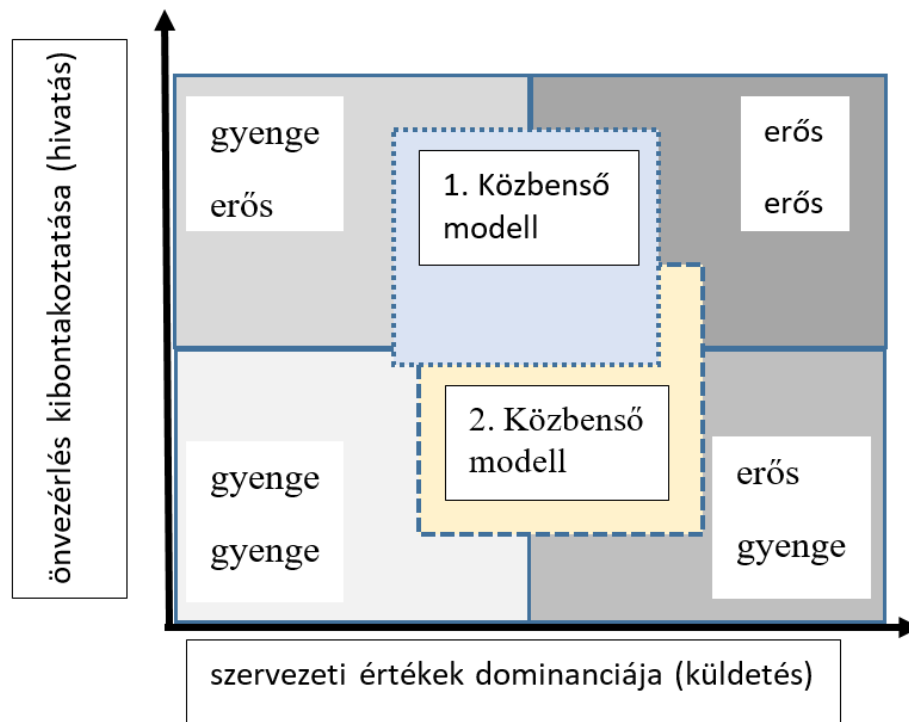 önvezérlés kibontakoztatása (hivatás)
gyenge
erős
1. Közbenső
modell
erős
erős
gyenge
gyenge
2. Közbenső
modell
erős
gyenge
szervezeti értékek dominanciája (küldetés)